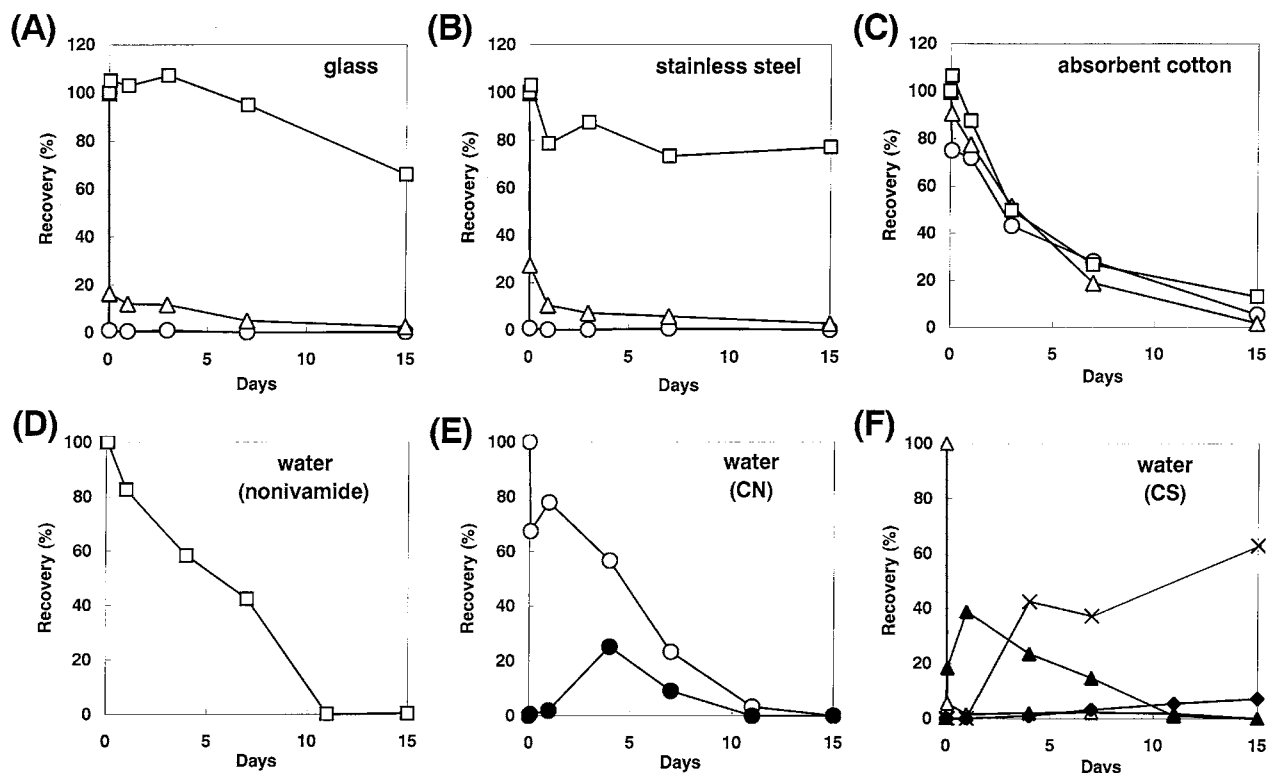 (A)
glass
Recovery (%)
120
100
80
60
40
20
0
0 5 10 15
Days
(B)
stainless steel
Recovery (%)
120
100
80
60
40
20
0
0 5 10 15
Days
(C)
absorbent cotton
Recovery (%)
120
100
80
60
40
20
0
0 5 10 15
Days
(D)
water
(nonivamide)
Recovery (%)
100
80
60
40
20
0
0 5 10 15
Days
(E)
water
(CN)
Recovery (%)
100
80
60
40
20
0
0 5 10 15
Days
(F)
water
(CS)
Recovery (%)
100
80
60
40
20
0
0 5 10 15
Days